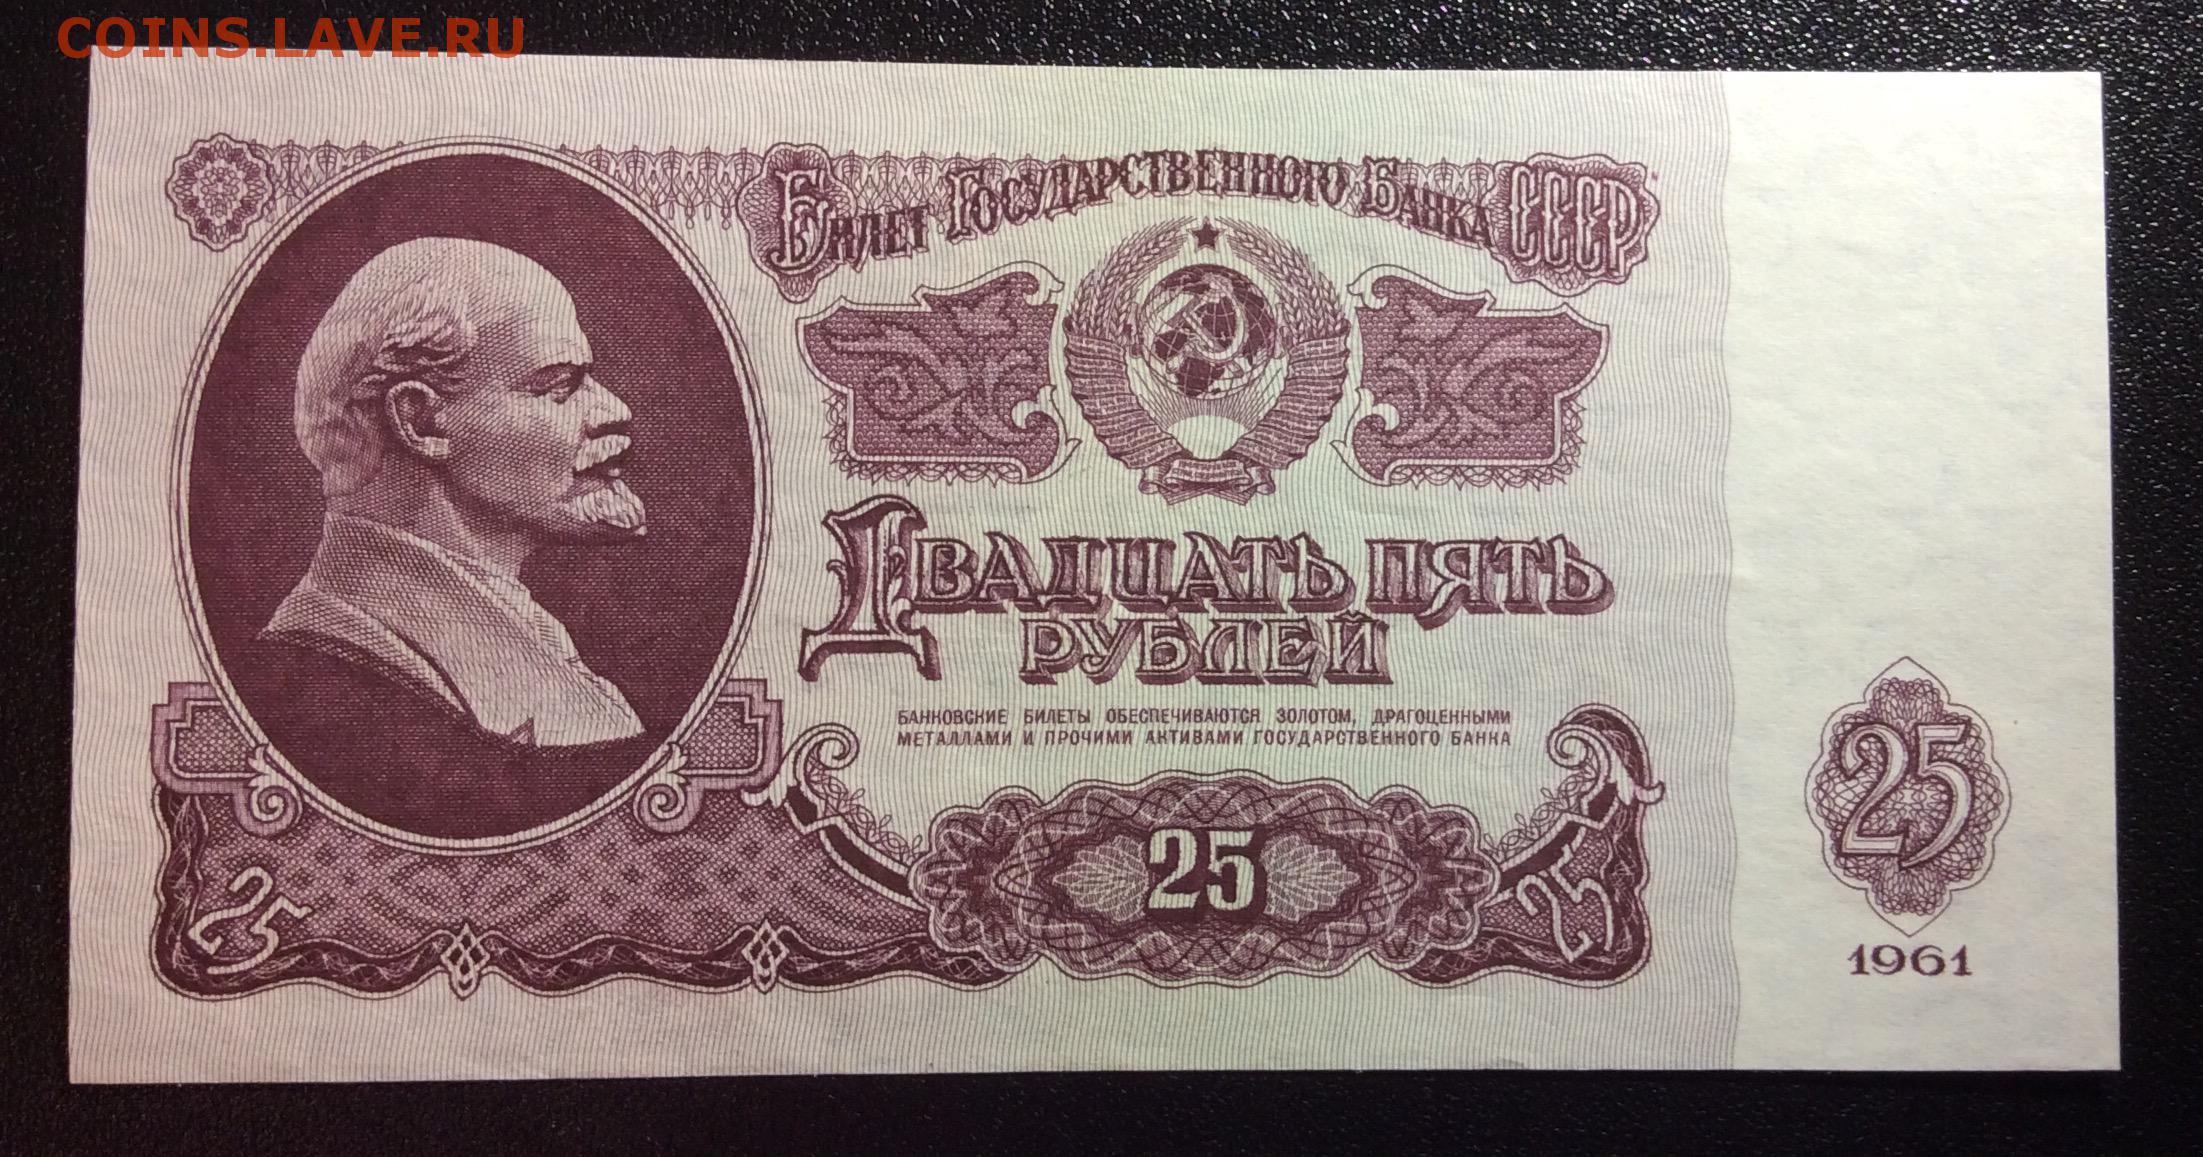 COINS.LAVE.RU
Билет Государственного Банка СССР
Двадцать пять
рублей
БАНКОВСКИЕ БИЛЕТЫ ОБЕСПЕЧИВАЮТСЯ ЗОЛОТОМ, ДРАГОЦЕННЫМИ
МЕТАЛЛАМИ И ПРОЧИМИ АКТИВАМИ ГОСУДАРСТВЕННОГО БАНКА
25
25
25
25
1961